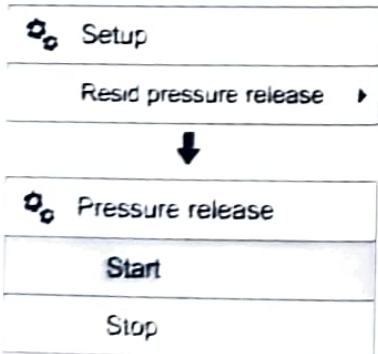 Setup
Resid pressure release
Pressure release
Start
Stop